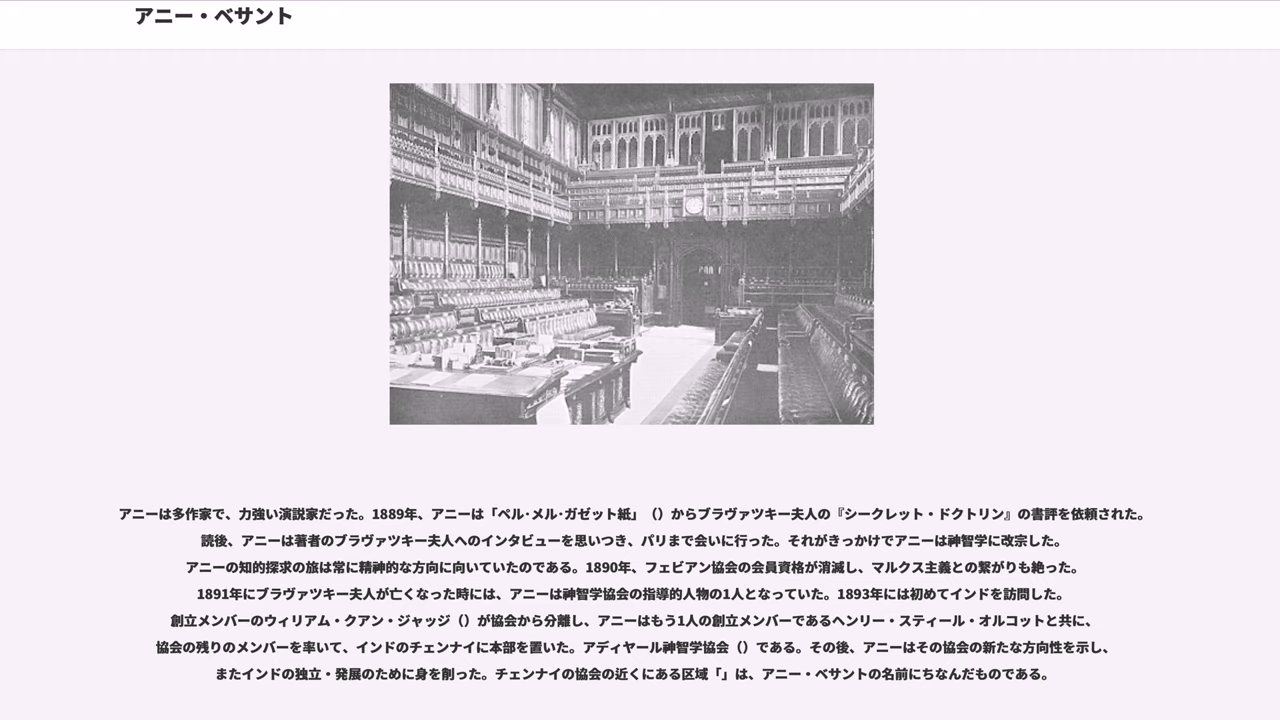 アニー・ベサント
アニーは多作家で、力強い演説家だった。1889年、アニーは「ペル·メル·ガゼット紙」（）からブラヴァツキー夫人の『シークレット・ドクトリン』の書評を依頼された。
読後、アニーは著者のブラヴァツキー夫人へのインタビューを思いつき、パリまで会いに行った。それがきっかけでアニーは神智学に改宗した。
アニーの知的探求の旅は常に精神的な方向に向いていたのである。1890年、フェビアン協会の会員資格が消滅し、マルクス主義との繋がりも絶った。
1891年にブラヴァツキー夫人が亡くなった時には、アニーは神智学協会の指導的人物の1人となっていた。1893年には初めてインドを訪問した。
創立メンバーのウィリアム・クアン・ジャッジ（）が協会から分離し、アニーはもう1人の創立メンバーであるヘンリー・スティール・オルコットと共に、
協会の残りのメンバーを率いて、インドのチェンナイに本部を置いた。アディヤール神智学協会（）である。その後、アニーはその協会の新たな方向性を示し、
またインドの独立・発展のために身を削った。チェンナイの協会の近くにある区域「」は、アニー・ベサントの名前にちなんだものである。